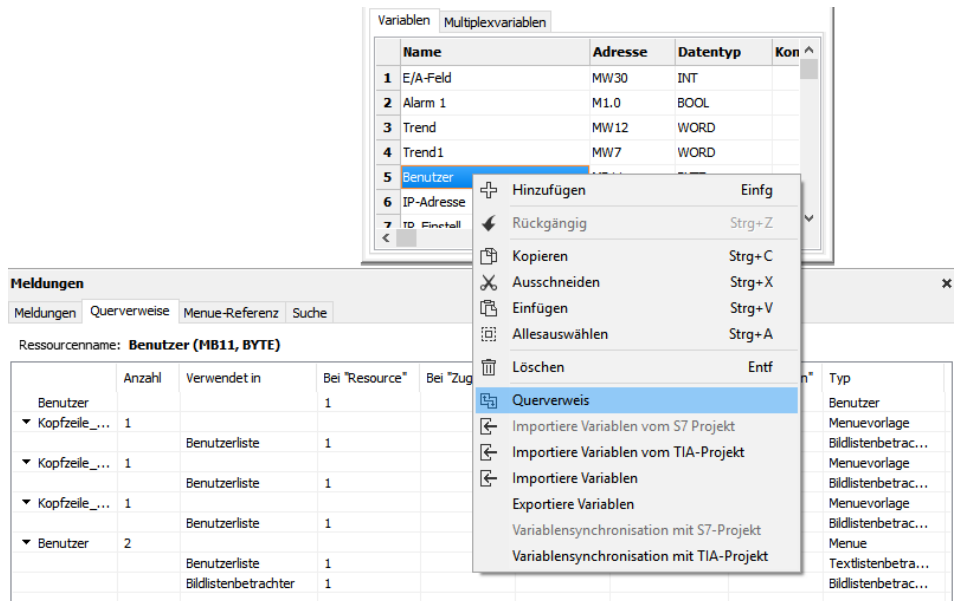 Variablen Multiplexvariablen
Name Adresse Datentyp Kon
1 E/A-Feld MW30 INT
2 Alarm 1 M1.0 BOOL
3 Trend MW12 WORD
4 Trend1 MW7 WORD
5 Benutzer
6 IP-Adresse
7
Hinzufügen Einfg
Rückgängig Strg+Z
Kopieren Strg+C
Ausschneiden Strg+X
Einfügen Strg+V
Allesauswählen Strg+A
Löschen Entf
Querverweis
Importiere Variablen vom S7 Projekt
Importiere Variablen vom TIA-Projekt
Importiere Variablen
Exportiere Variablen
Variablensynchronisation mit S7-Projekt
Variablensynchronisation mit TIA-Projekt
Meldungen
Meldungen Querverweise Menue-Referenz Suche
Ressourcenname: Benutzer (MB11, BYTE)
Anzahl Verwendet in Bei "Resource" Bei "Zug n" Typ
Benutzer 1 Benutzer
Kopfzeile_... 1 Menuevorlage
Benutzerliste 1 Bildlistenbetrac...
Kopfzeile_... 1 Menuevorlage
Benutzerliste 1 Bildlistenbetrac...
Kopfzeile_... 1 Menuevorlage
Benutzerliste 1 Bildlistenbetrac...
Benutzer 2 Menue
Benutzerliste 1 Textlistenbetra...
Bildlistenbetrachter 1 Bildlistenbetrac...